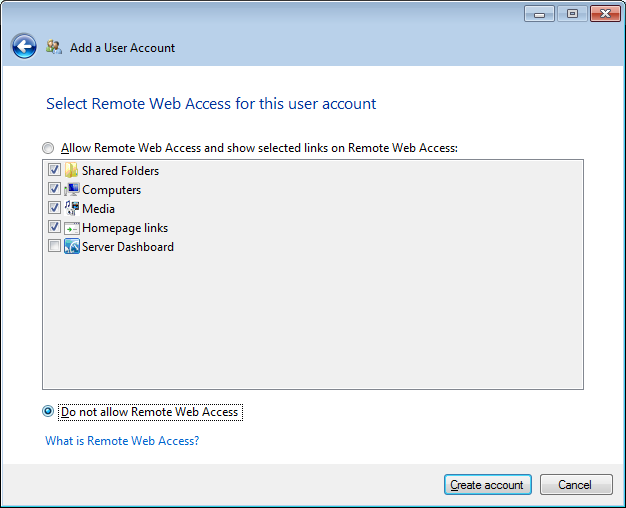 Add a User Account
Select Remote Web Access for this user account
Allow Remote Web Access and show selected links on Remote Web Access:
Shared Folders
Computers
Media
Homepage links
Server Dashboard
Do not allow Remote Web Access
What is Remote Web Access?
Create account Cancel